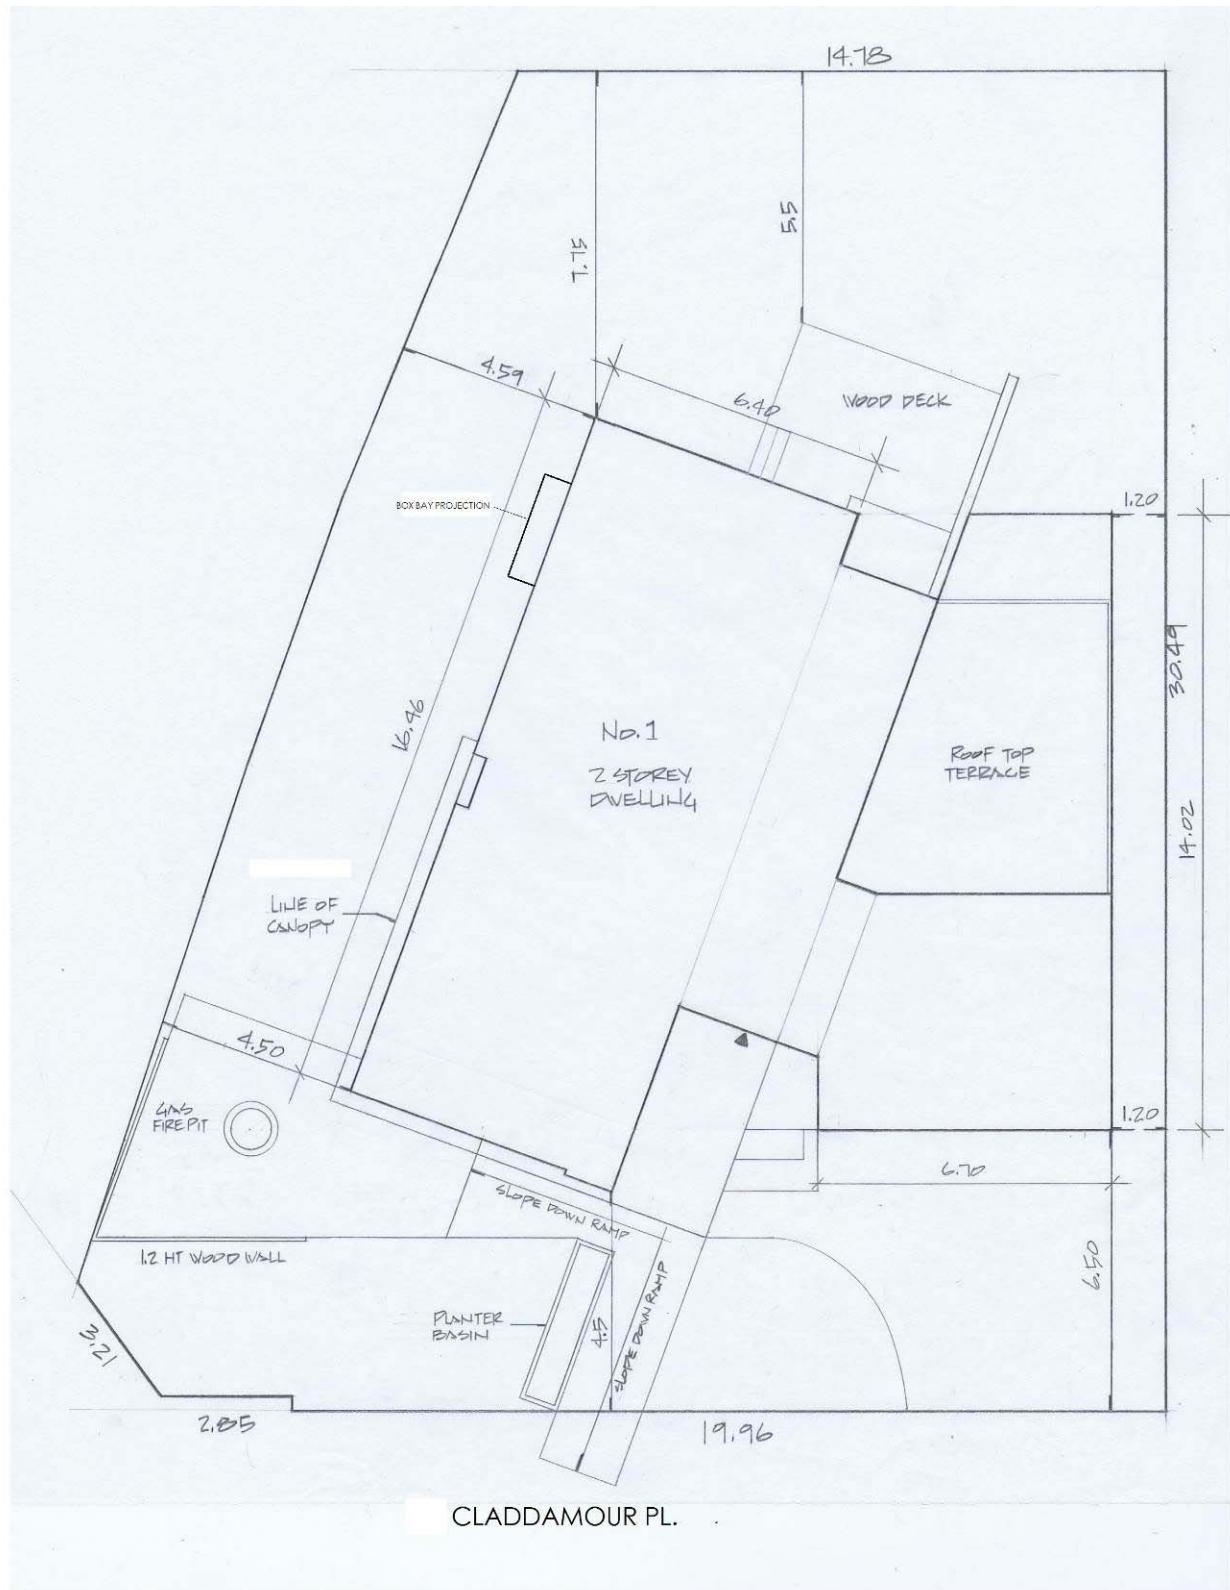 14.78
7.75
5.5
4.59
6.40
WOOD DECK
BOX BAY PROJECTION
1.20
30.49
16.46
No. 1
2 STOREY
DWELLING
ROOF TOP
TERRACE
14.02
LINE OF
CANOPY
4.50
GAS
FIRE PIT
1.20
6.70
SLOPE DOWN RAMP
1.2 HT WOOD WALL
6.50
PLANTER
BASIN
4.5
SLOPE DOWN RAMP
3.21
2.85
19.96
CLADDAMOUR PL.